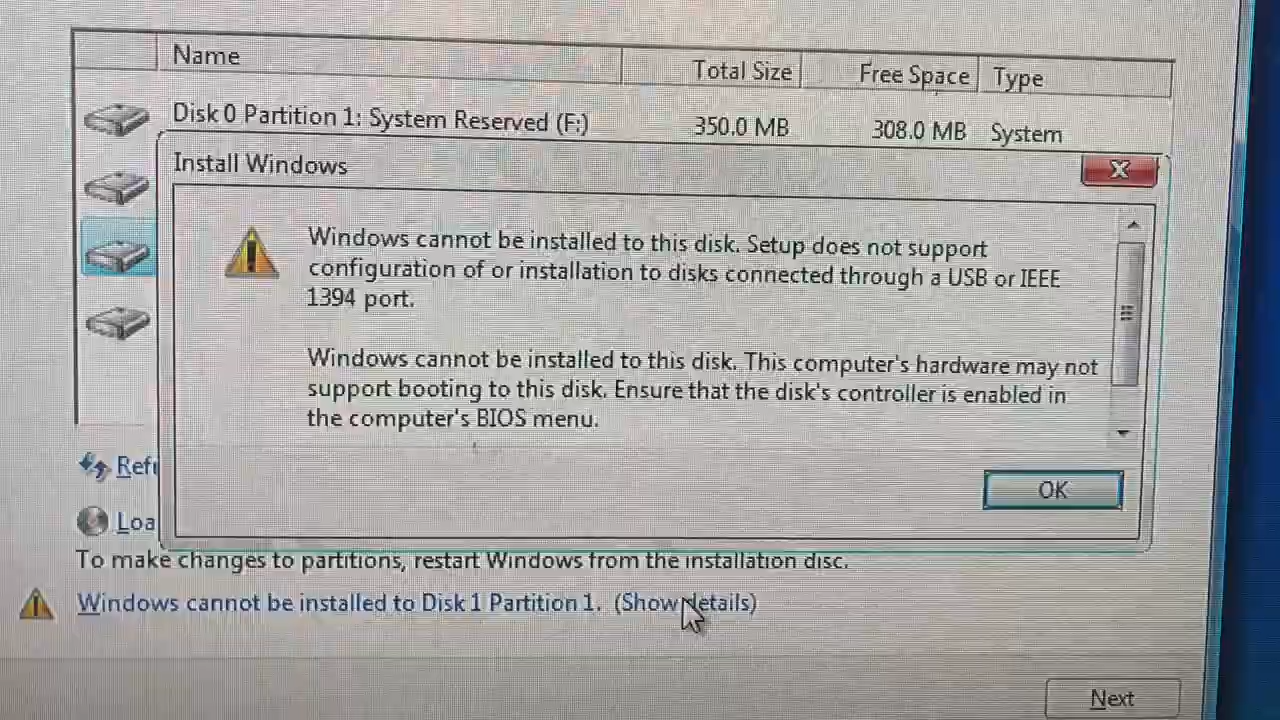 Name Total Size Free Space Type
Disk 0 Partition 1: System Reserved (F:) 350.0 MB 308.0 MB System
Install Windows
Windows cannot be installed to this disk. Setup does not support
configuration of or installation to disks connected through a USB or IEEE
1394 port.
Windows cannot be installed to this disk. This computer's hardware may not
support booting to this disk. Ensure that the disk's controller is enabled in
the computer's BIOS menu.
OK
Refi
Loa
To make changes to partitions, restart Windows from the installation disc.
Windows cannot be installed to Disk 1 Partition 1. (Show details)
Next